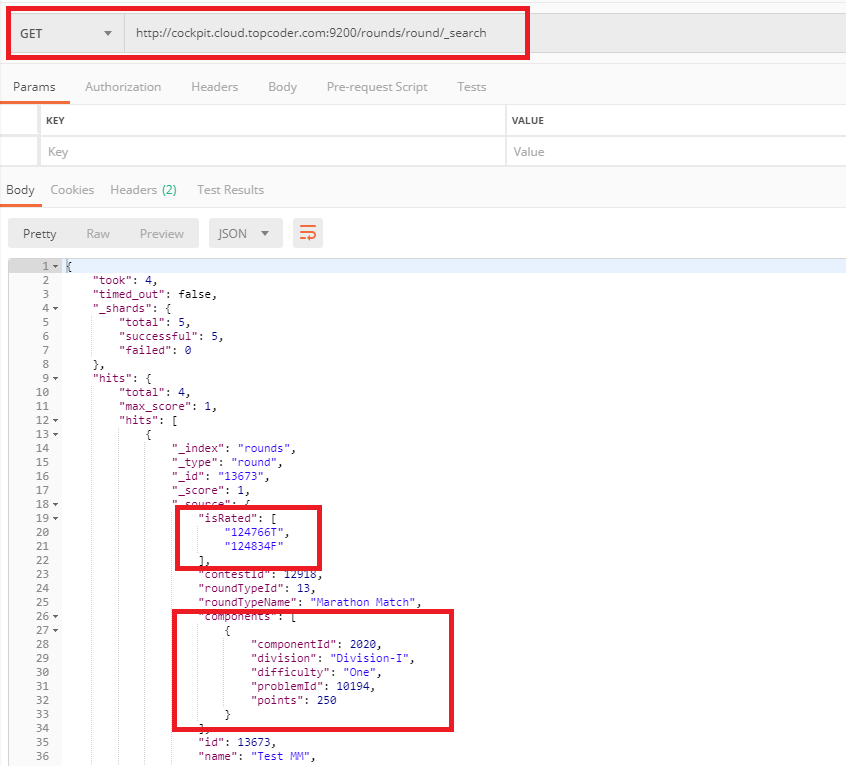 GET http://cockpit.cloud.topcoder.com:9200/rounds/round/_search
Params Authorization Headers Body Pre-request Script Tests
KEY VALUE
Key Value
Body Cookies Headers (2) Test Results
Pretty Raw Preview JSON
1 {
2 "took": 4,
3 "timed_out": false,
4 "_shards": {
5 "total": 5,
6 "successful": 5,
7 "failed": 0
8 },
9 "hits": {
10 "total": 4,
11 "max_score": 1,
12 "hits": [
13 {
14 "_index": "rounds",
15 "_type": "round",
16 "_id": "13673",
17 "_score": 1,
18 "_source": {
19 "isRated": [
20 "124766T",
21 "124834F"
22 ],
23 "contestId": 12918,
24 "roundTypeId": 13,
25 "roundTypeName": "Marathon Match",
26 "components": [
27 {
28 "componentId": 2020,
29 "division": "Division-I",
30 "difficulty": "One",
31 "problemId": 10194,
32 "points": 250
33 }
34 ],
35 "id": 13673,
36 "name": "Test MM",